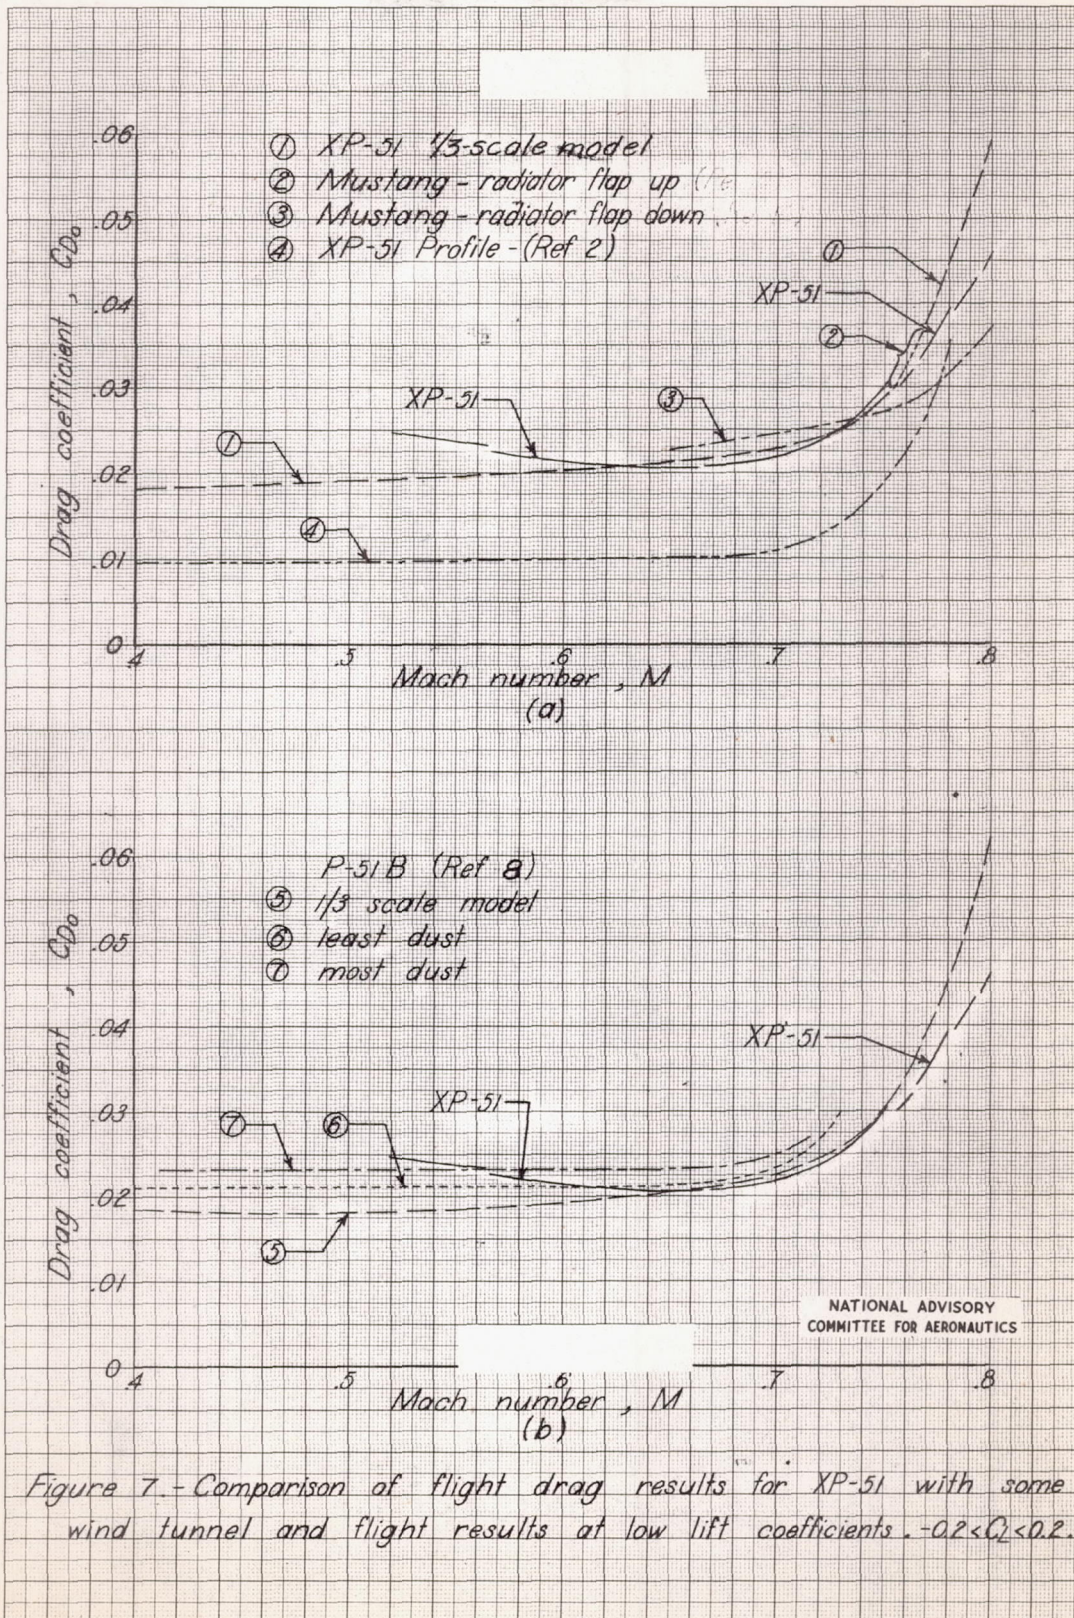 .06
① XP-51 1/3-scale model
② Mustang - radiator flap up
③ Mustang - radiator flap down
④ XP-51 Profile - (Ref 2)
.05
.04
.03
.02
.01
0
Drag coefficient, CD₀
①
XP-51
②
XP-51
③
①
④
.4 .5 .6 .7 .8
Mach number, M
(a)
.06
P-51B (Ref 8)
⑤ 1/3 scale model
⑥ least dust
⑦ most dust
.05
.04
.03
.02
.01
0
Drag coefficient, CD₀
XP-51
XP-51
⑦
⑥
⑤
NATIONAL ADVISORY
COMMITTEE FOR AERONAUTICS
.4 .5 .6 .7 .8
Mach number, M
(b)
Figure 7.- Comparison of flight drag results for XP-51 with some
wind tunnel and flight results at low lift coefficients. -0.2<CL<0.2.